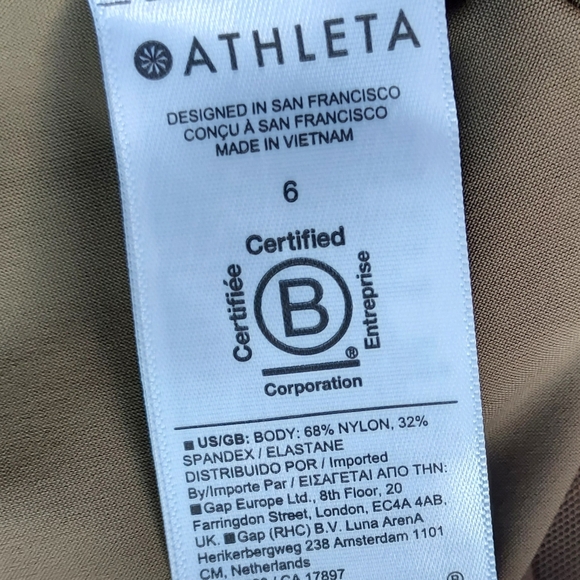 ATHLETA
DESIGNED IN SAN FRANCISCO
CONÇU À SAN FRANCISCO
MADE IN VIETNAM
6
Certified
Certifiée
B
Entreprise
®
Corporation
■ US/GB: BODY: 68% NYLON, 32%
SPANDEX / ELASTANE
DISTRIBUIDO POR / Imported
By/Importe Par / ΕΙΣΑΓΕΤΑΙ ΑΠΟ ΤΗΝ:
■ Gap Europe Ltd., 8th Floor, 20
Farringdon Street, London, EC4A 4AB,
UK. ■ Gap (RHC) B.V. Luna ArenA
Herikerbergweg 238 Amsterdam 1101
CM, Netherlands
/ CA 17897